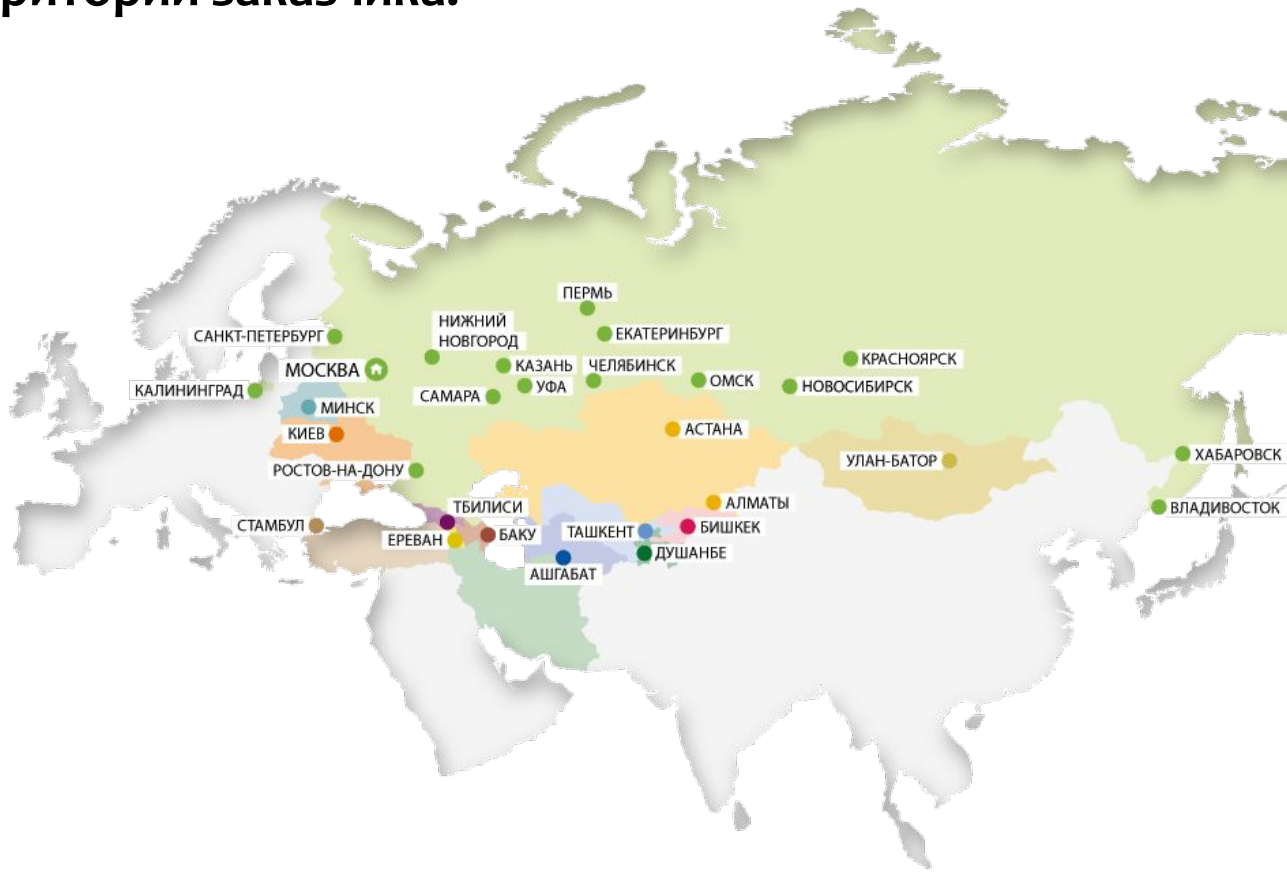 заказчика.
ПЕРМЬ
НИЖНИЙ
НОВГОРОД
САНКТ-ПЕТЕРБУРГ
ЕКАТЕРИНБУРГ
МОСКВА
КАЗАНЬ
ЧЕЛЯБИНСК
КРАСНОЯРСК
КАЛИНИНГРАД
САМАРА
УФА
ОМСК
НОВОСИБИРСК
МИНСК
КИЕВ
АСТАНА
РОСТОВ-НА-ДОНУ
УЛАН-БАТОР
ХАБАРОВСК
ТБИЛИСИ
АЛМАТЫ
ВЛАДИВОСТОК
СТАМБУЛ
ЕРЕВАН
БАКУ
ТАШКЕНТ
БИШКЕК
ДУШАНБЕ
АШГАБАТ